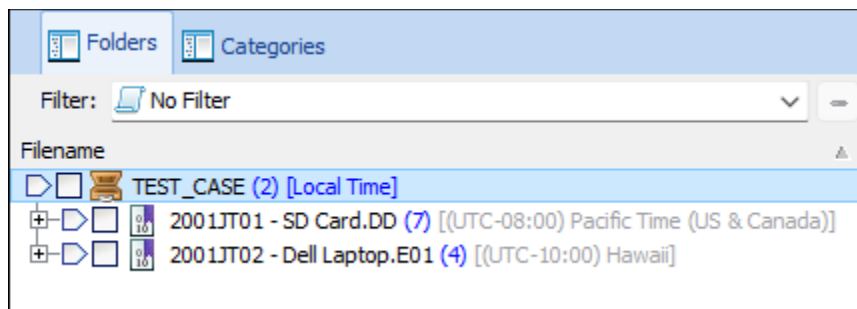 Folders Categories
Filter: No Filter
Filename
TEST_CASE (2) [Local Time]
2001JT01 - SD Card.DD (7) [(UTC-08:00) Pacific Time (US & Canada)]
2001JT02 - Dell Laptop.E01 (4) [(UTC-10:00) Hawaii]